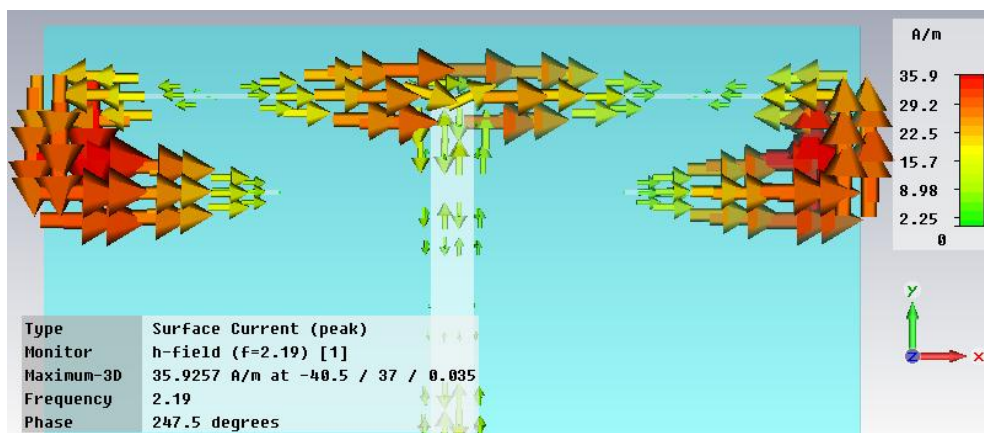 A/m
35.9
29.2
22.5
15.7
8.98
2.25
0
y
z x
Type Surface Current (peak)
Monitor h-field (f=2.19) [1]
Maximum-3D 35.9257 A/m at -40.5 / 37 / 0.035
Frequency 2.19
Phase 247.5 degrees